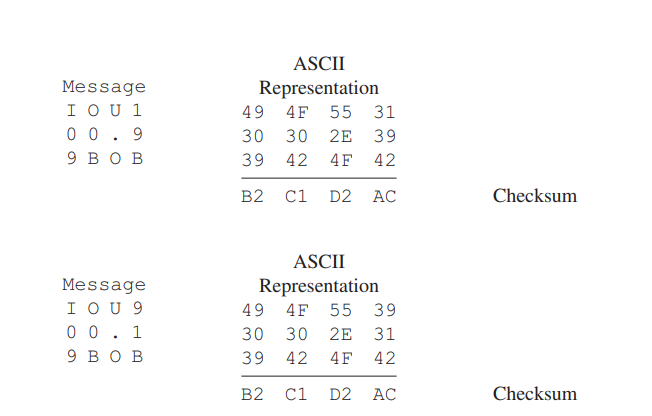 ASCII
Message Representation
I O U 1 49 4F 55 31
0 0 . 9 30 30 2E 39
9 B O B 39 42 4F 42
B2 C1 D2 AC Checksum
ASCII
Message Representation
I O U 9 49 4F 55 39
0 0 . 1 30 30 2E 31
9 B O B 39 42 4F 42
B2 C1 D2 AC Checksum